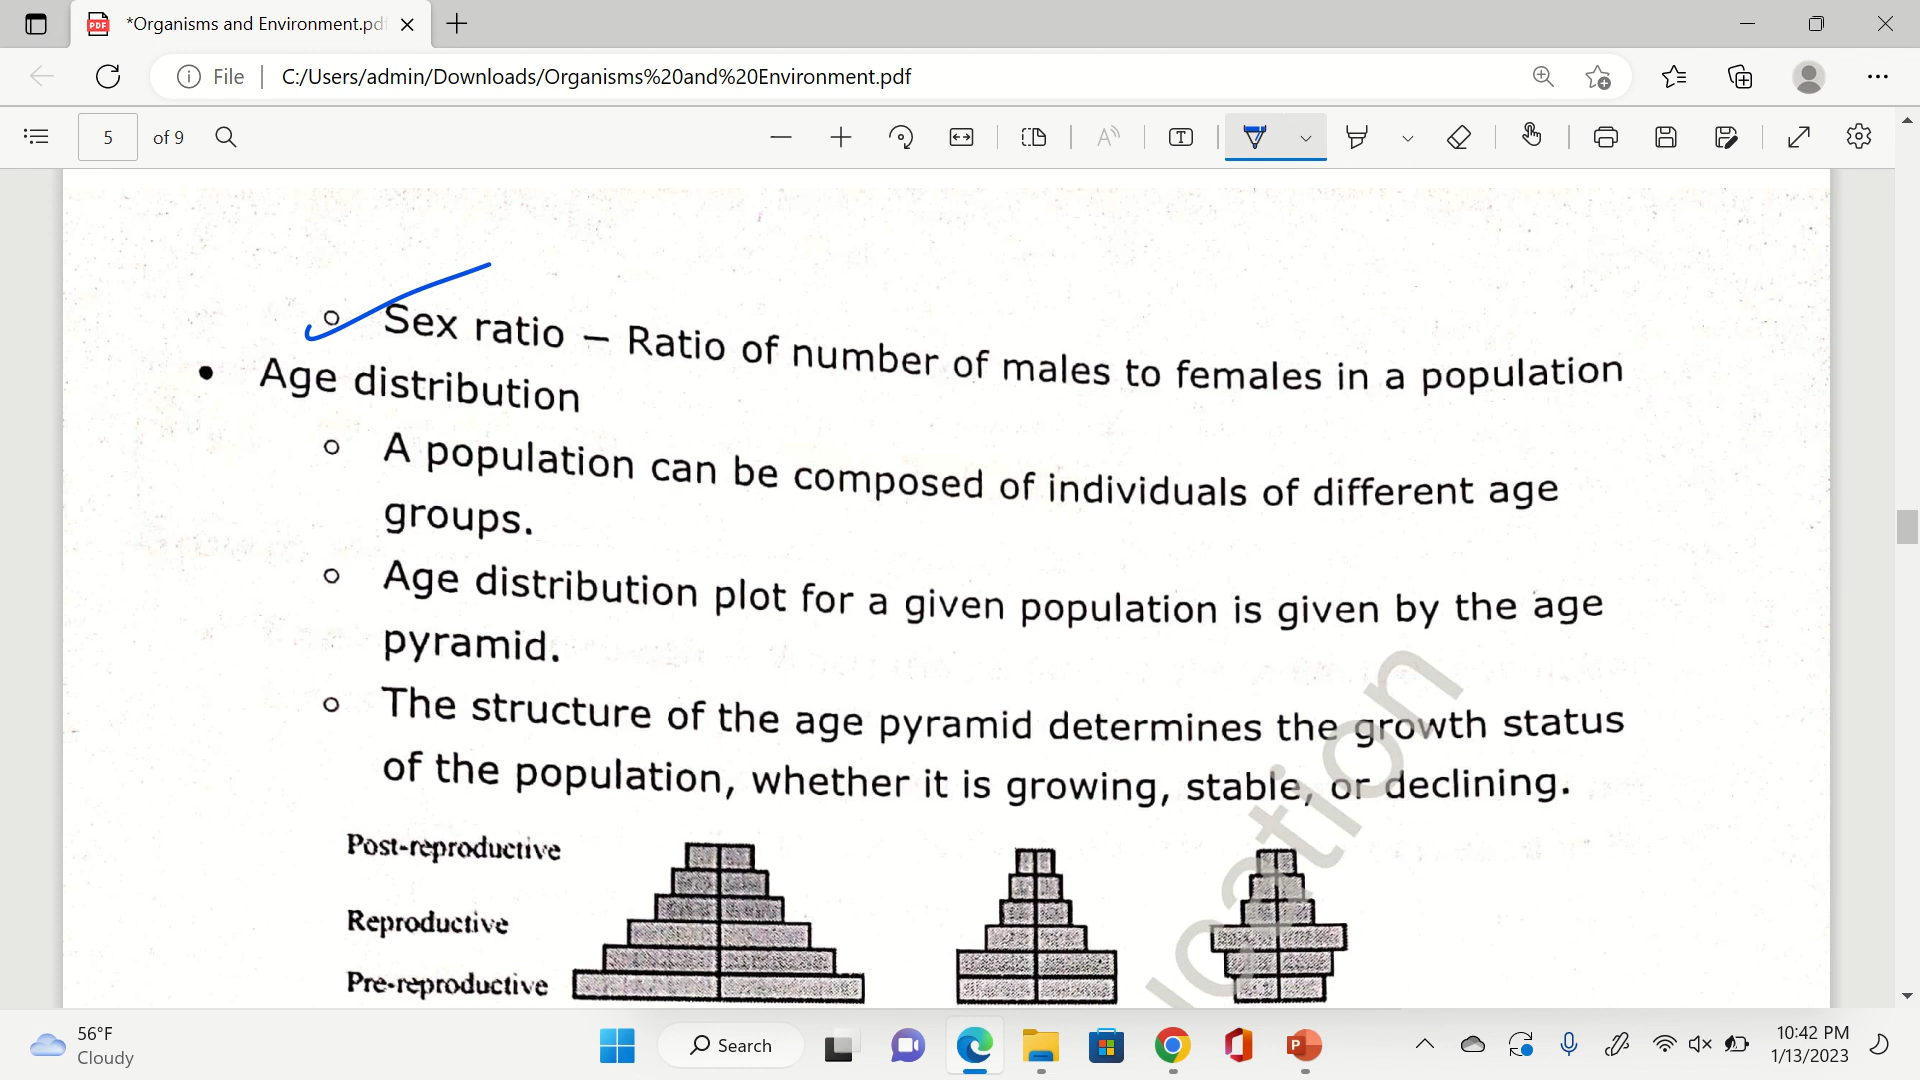 *Organisms and Environment.pdf
File
C:/Users/admin/Downloads/Organisms%20and%20Environment.pdf
5 of 9
Sex ratio – Ratio of number of males to females in a population
Age distribution
A population can be composed of individuals of different age
groups.
Age distribution plot for a given population is given by the age
pyramid.
The structure of the age pyramid determines the growth status
of the population, whether it is growing, stable, or declining.
Post-reproductive
Reproductive
Pre-reproductive
56°F
Cloudy
Search
10:42 PM
1/13/2023